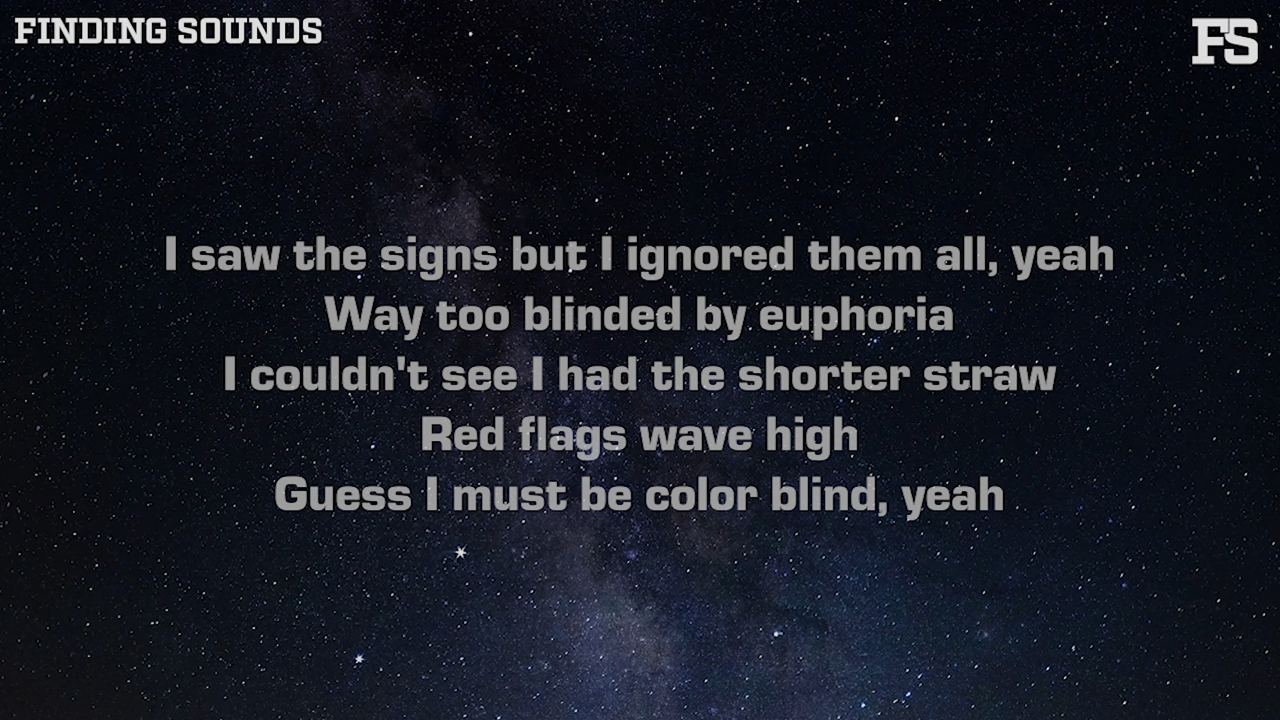 FINDING SOUNDS
FS
I saw the signs but I ignored them all, yeah
Way too blinded by euphoria
I couldn't see I had the shorter straw
Red flags wave high
Guess I must be color blind, yeah